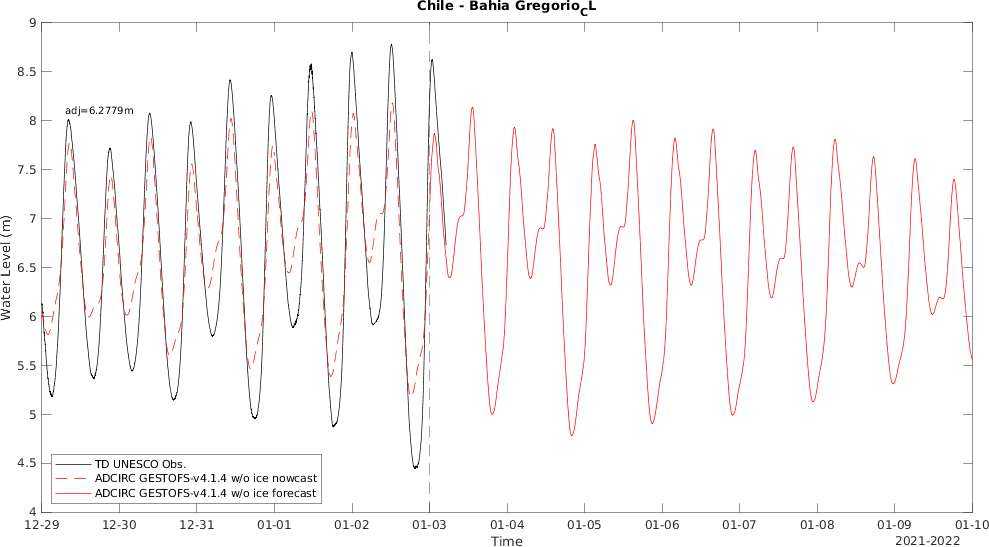 Chile - Bahia Gregorio_CL
9
8.5
8
7.5
7
6.5
6
5.5
5
4.5
4
Water Level (m)
adj=6.2779m
TD UNESCO Obs.
ADCIRC GESTOFS-v4.1.4 w/o ice nowcast
ADCIRC GESTOFS-v4.1.4 w/o ice forecast
12-29 12-30 12-31 01-01 01-02 01-03 01-04 01-05 01-06 01-07 01-08 01-09 01-10
Time
2021-2022